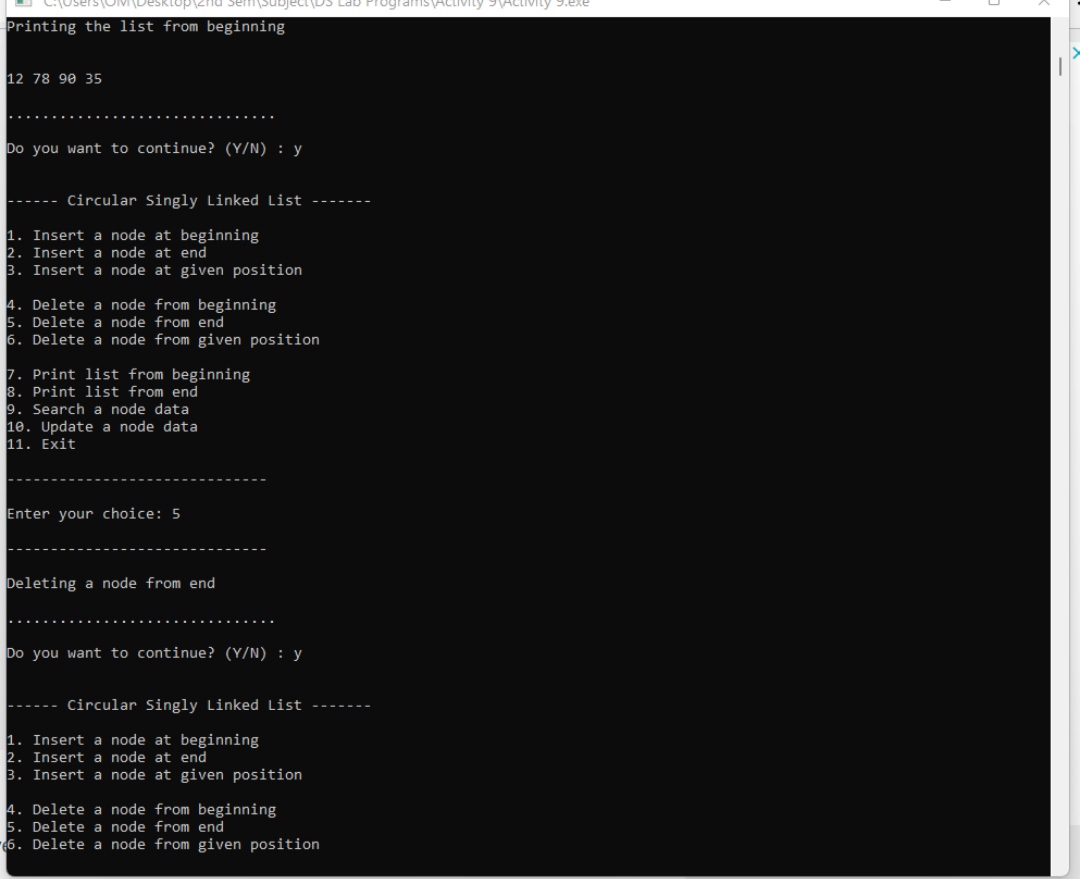 C:\Users\OM\Desktop\2nd Sem\Subject\DS Lab Programs\Activity 9\Activity 9.exe
Printing the list from beginning
12 78 90 35
...............................
Do you want to continue? (Y/N) : y
------ Circular Singly Linked List -------
1. Insert a node at beginning
2. Insert a node at end
3. Insert a node at given position
4. Delete a node from beginning
5. Delete a node from end
6. Delete a node from given position
7. Print list from beginning
8. Print list from end
9. Search a node data
10. Update a node data
11. Exit
------------------------------
Enter your choice: 5
------------------------------
Deleting a node from end
...............................
Do you want to continue? (Y/N) : y
------ Circular Singly Linked List -------
1. Insert a node at beginning
2. Insert a node at end
3. Insert a node at given position
4. Delete a node from beginning
5. Delete a node from end
6. Delete a node from given position